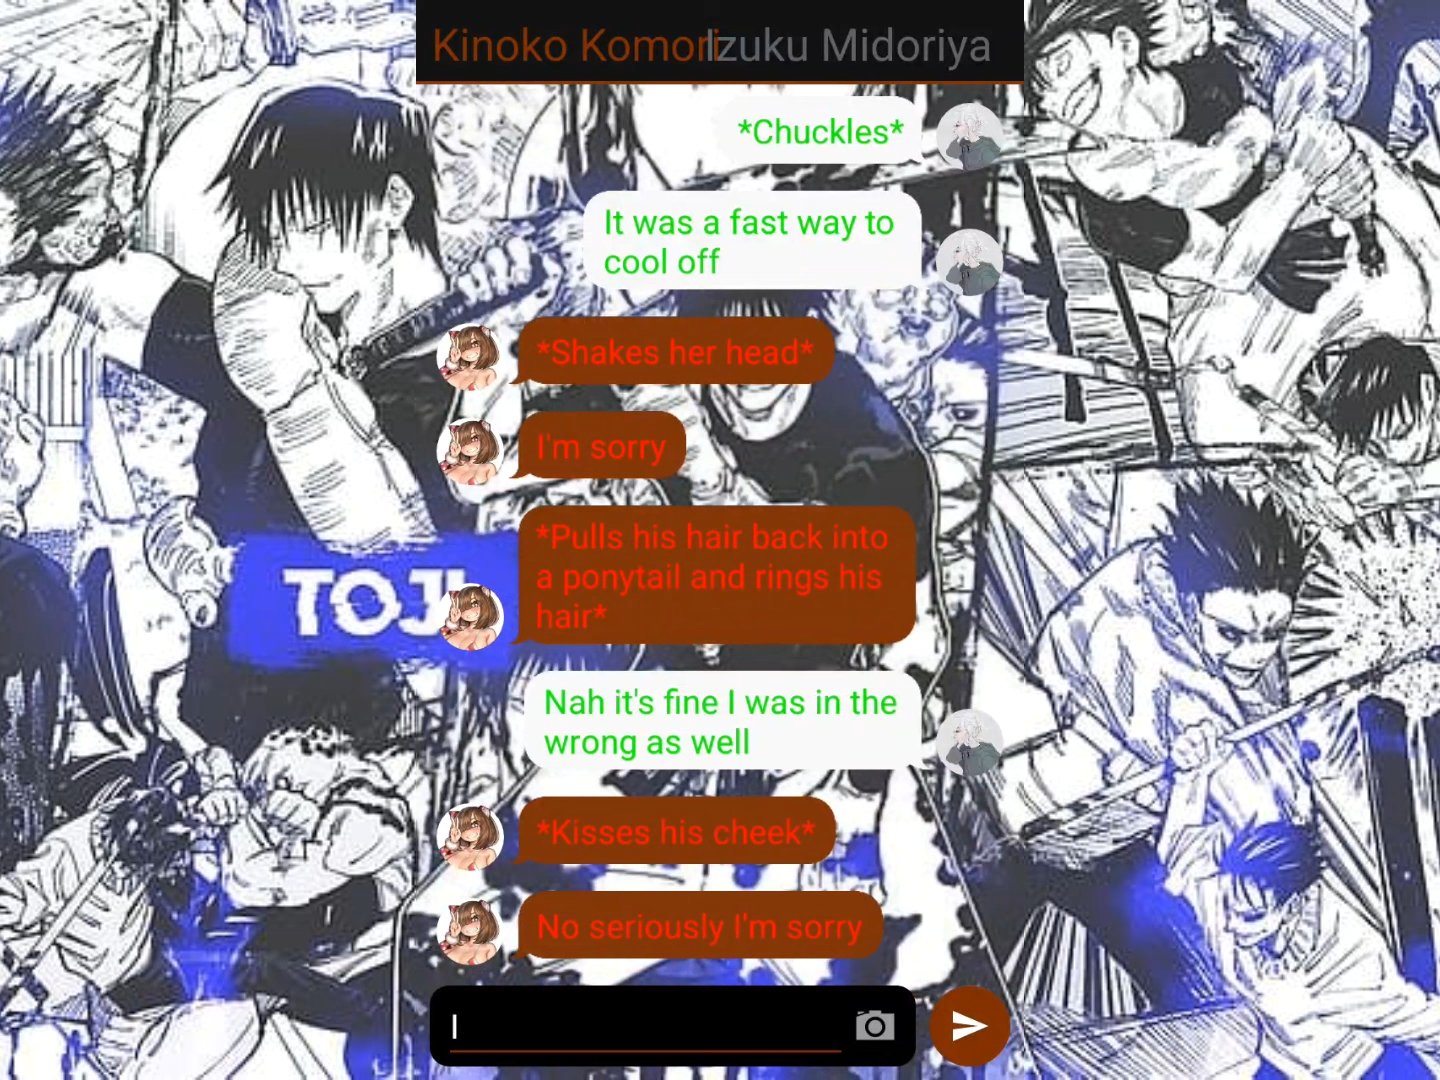 Kinoko Komori
Izuku Midoriya
*Chuckles*
It was a fast way to
cool off
*Shakes her head*
I'm sorry
*Pulls his hair back into
a ponytail and rings his
hair*
TOJI
Nah it's fine I was in the
wrong as well
*Kisses his cheek*
No seriously I'm sorry